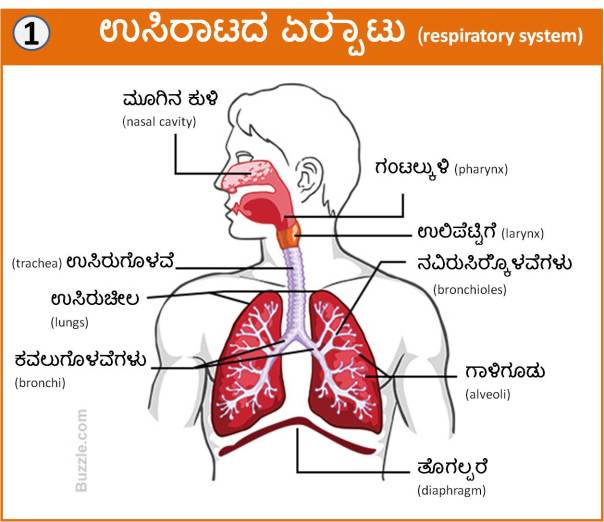 1 ಉಸಿರಾಟದ ಏರ‍್ಪಾಟು (respiratory system)
ಮೂಗಿನ ಕುಳಿ
(nasal cavity)
ಗಂಟಲ್ಕುಳಿ (pharynx)
ಉಲಿಪೆಟ್ಟಿಗೆ (larynx)
(trachea) ಉಸಿರುಗೊಳವೆ
ನವಿರುಸಿರ‍್ಕೊಳವೆಗಳು
(bronchioles)
ಉಸಿರುಚೀಲ
(lungs)
ಕವಲುಗೊಳವೆಗಳು
(bronchi)
ಗಾಳಿಗೂಡು
(alveoli)
ತೊಗಲ್ಪರೆ
(diaphragm)
Buzzle.com